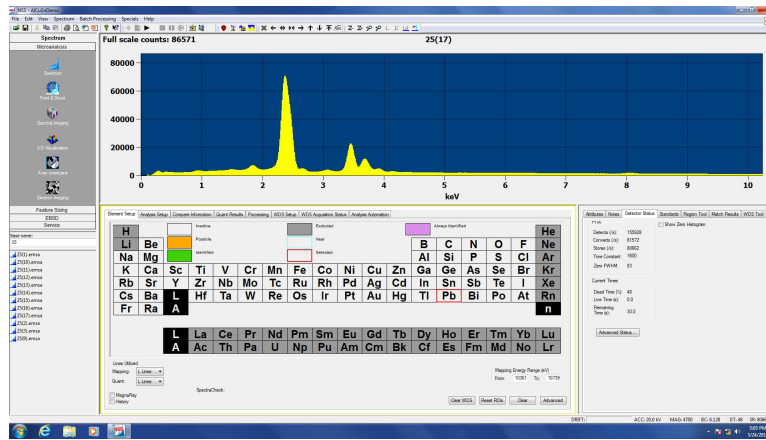 NSS - AlCuSnDemo
File Edit View Spectrum Batch Processing Specials Help
Spectrum
Microanalysis
Spectrum
Point & Shoot
Spectral Imaging
X-ray Linescans
Electron Imaging
Feature Sizing
EBSD
Service
Base name:
25
25(1).emsa
25(10).emsa
25(11).emsa
25(12).emsa
25(13).emsa
25(14).emsa
25(15).emsa
25(16).emsa
25(17).emsa
25(2).emsa
25(3).emsa
25(9).emsa
Full scale counts: 86571
25(17)
80000
60000
40000
20000
0
0 1 2 3 4 5 6 7 8 9 10
keV
Element Setup Analysis Setup Compare Information Quant Results Processing WDS Setup WDS Acquisition Status Analysis Automation
Inactive Excluded Always Identified
Possible Near
Identified Selected
H He
Li Be B C N O F Ne
Na Mg Al Si P S Cl Ar
K Ca Sc Ti V Cr Mn Fe Co Ni Cu Zn Ga Ge As Se Br Kr
Rb Sr Y Zr Nb Mo Tc Ru Rh Pd Ag Cd In Sn Sb Te I Xe
Cs Ba L Hf Ta W Re Os Ir Pt Au Hg Tl Pb Bi Po At Rn
Fr Ra A n
L La Ce Pr Nd Pm Sm Eu Gd Tb Dy Ho Er Tm Yb Lu
A Ac Th Pa U Np Pu Am Cm Bk Cf Es Fm Md No Lr
Lines Utilized
Mapping: L Lines
Quant: L Lines
SpectraCheck:
MagnaRay
History
Mapping Energy Range (eV)
From: 10361 To: 10739
Clear WDS Reset ROIs Clear Advanced
Attributes Notes Detector Status Standards Region Tool Match Results WDS Tool
Show Zero Histogram
Detects (/s): 155928
Converts (/s): 81572
Stores (/s): 80662
Time Constant: 1600
Zero FWHM: 83
Current Times
Dead Time (%): 48
Live Time (s): 0.0
Remaining
Time (s): 30.0
Advanced Status...
DRIFT: ACC: 20.0 kV MAG: 4700 BC: 6.126 DT: 48
5:05 PM